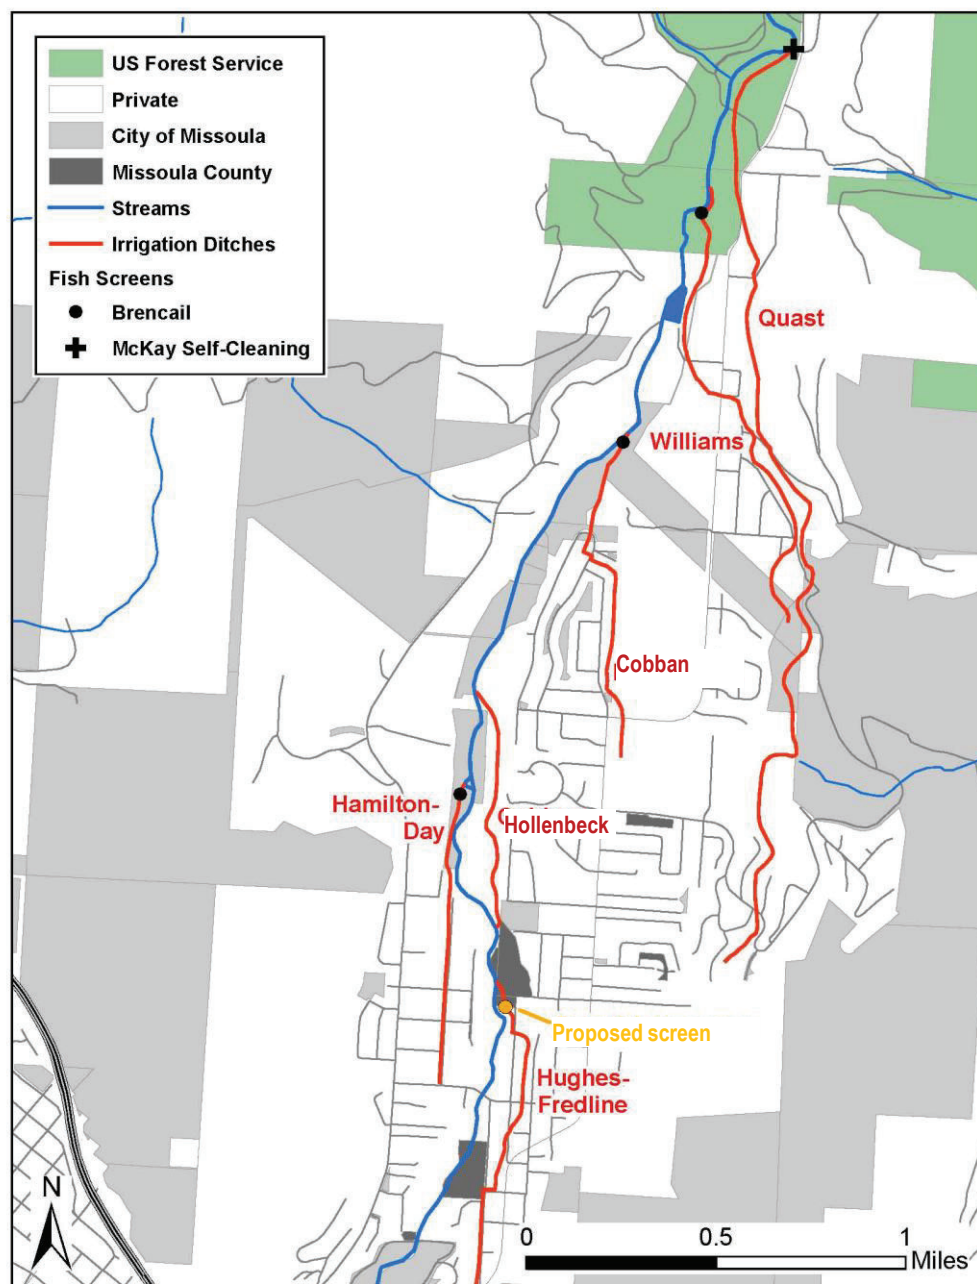 US Forest Service
Private
City of Missoula
Missoula County
Streams
Irrigation Ditches
Fish Screens
Brencail
McKay Self-Cleaning
Quast
Williams
Cobban
Hamilton-
Day
Hollenbeck
Proposed screen
Hughes-
Fredline
N
0 0.5 1
Miles